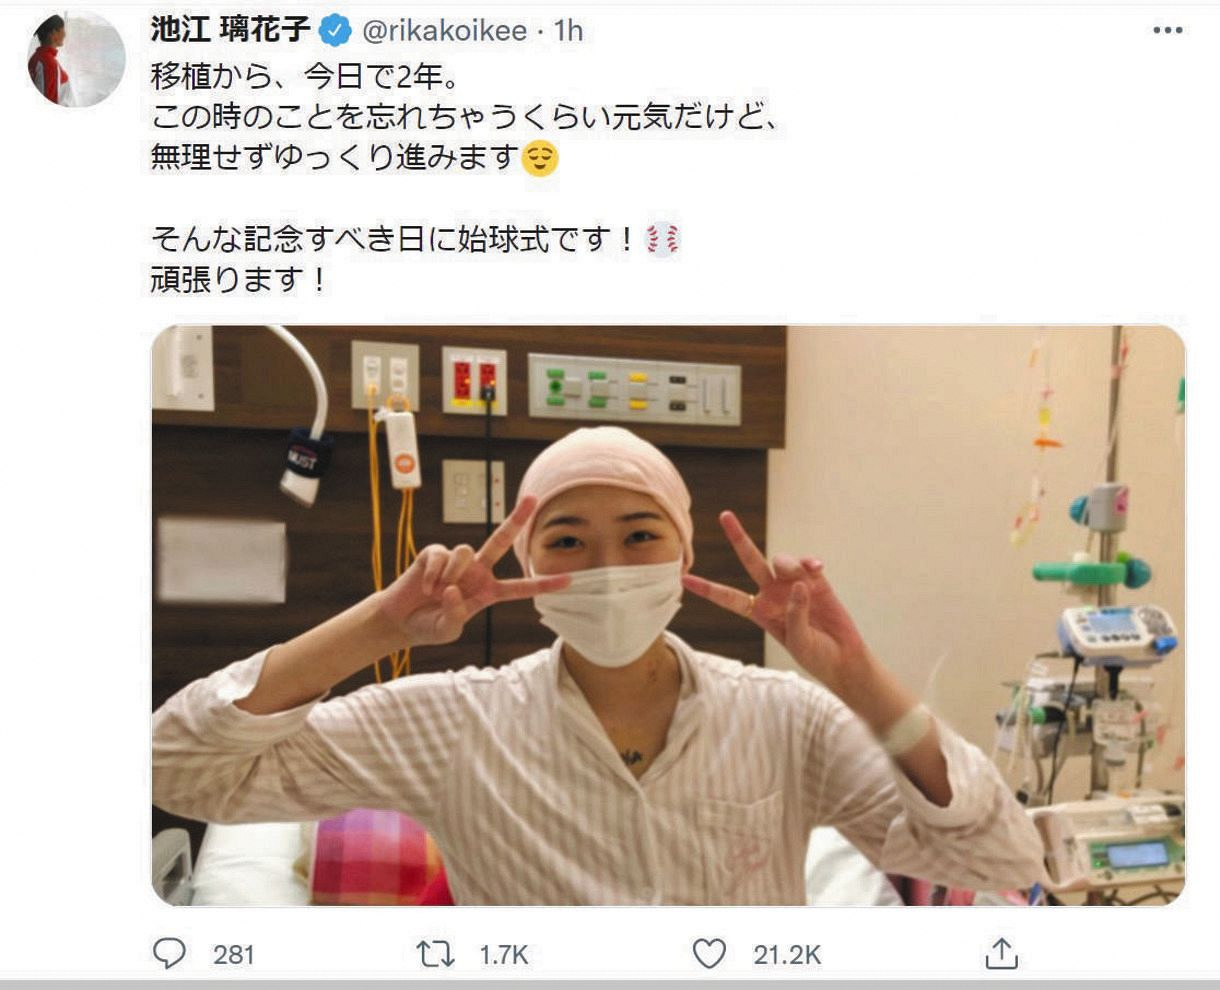 池江 璃花子 @rikakoikee · 1h
移植から、今日で2年。
この時のことを忘れちゃうくらい元気だけど、
無理せずゆっくり進みます😌
そんな記念すべき日に始球式です！⚾
頑張ります！
MUST
281 1.7K 21.2K